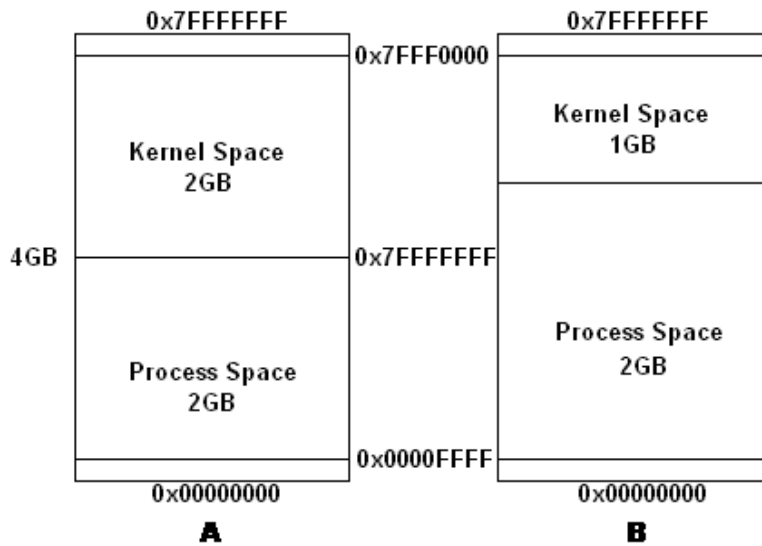 0x7FFFFFFF
0x7FFF0000
Kernel Space
2GB
4GB
0x7FFFFFFF
Process Space
2GB
0x0000FFFF
0x00000000
A
0x7FFFFFFF
Kernel Space
1GB
Process Space
2GB
0x00000000
B